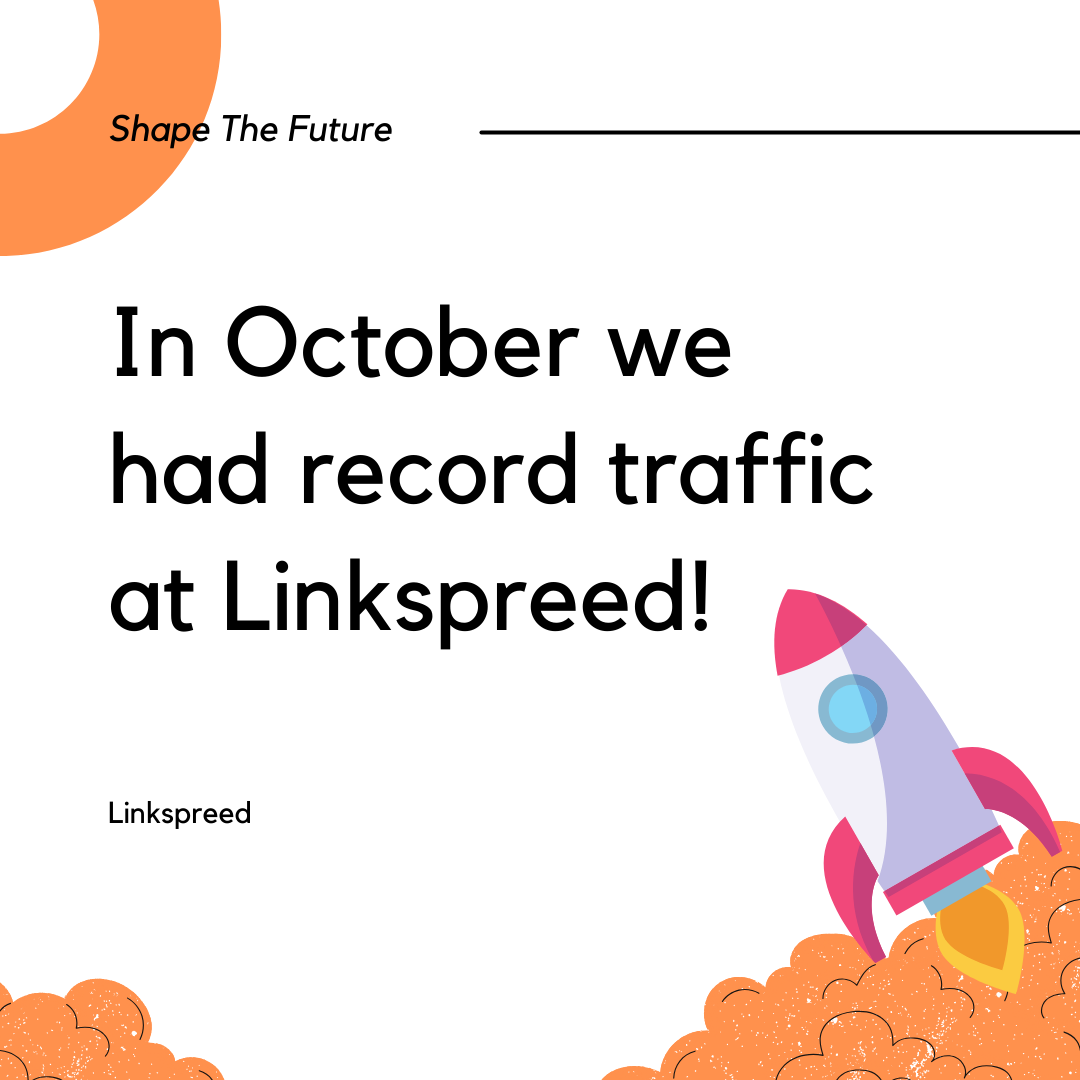 Shape The Future
In October we
had record traffic
at Linkspreed!
Linkspreed